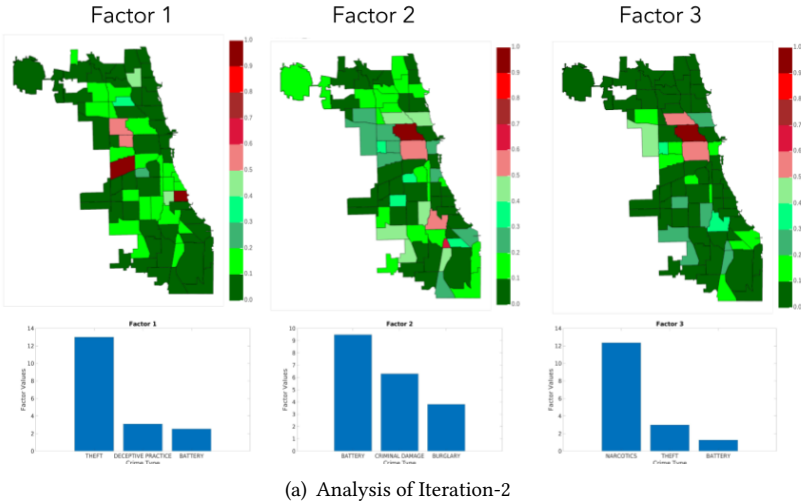 Factor 1 Factor 2 Factor 3
1.0 1.0 1.0
0.9 0.9 0.9
0.8 0.8 0.8
0.7 0.7 0.7
0.6 0.6 0.6
0.5 0.5 0.5
0.4 0.4 0.4
0.3 0.3 0.3
0.2 0.2 0.2
0.1 0.1 0.1
0.0 0.0 0.0
Factor 1
14
12
10
8
6
4
2
0
Factor Values
THEFT DECEPTIVE PRACTICE BATTERY
Crime Type
Factor 2
10
9
8
7
6
5
4
3
2
1
0
Factor Values
BATTERY CRIMINAL DAMAGE BURGLARY
Crime Type
Factor 3
14
12
10
8
6
4
2
0
Factor Values
NARCOTICS THEFT BATTERY
Crime Type
(a) Analysis of Iteration-2